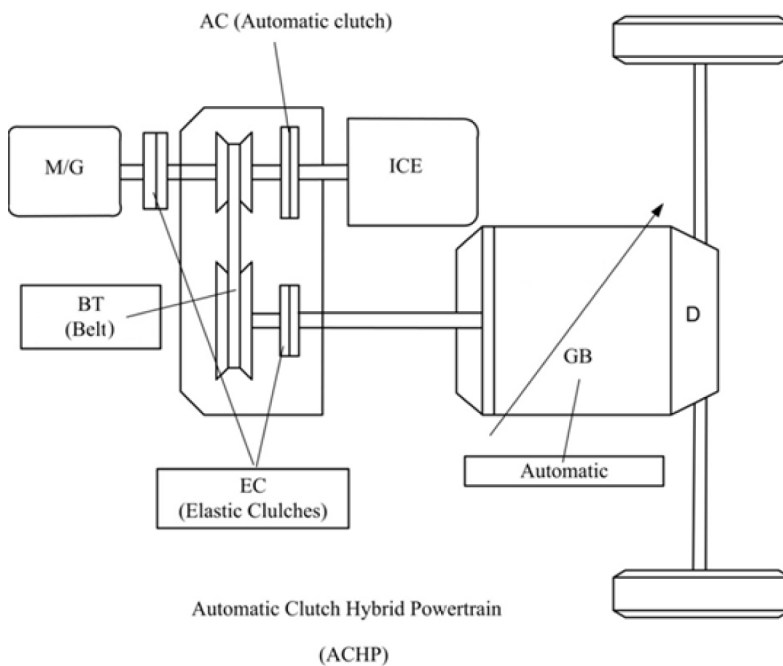 AC (Automatic clutch)
M/G
ICE
BT
(Belt)
D
GB
Automatic
EC
(Elastic Clulches)
Automatic Clutch Hybrid Powertrain
(ACHP)